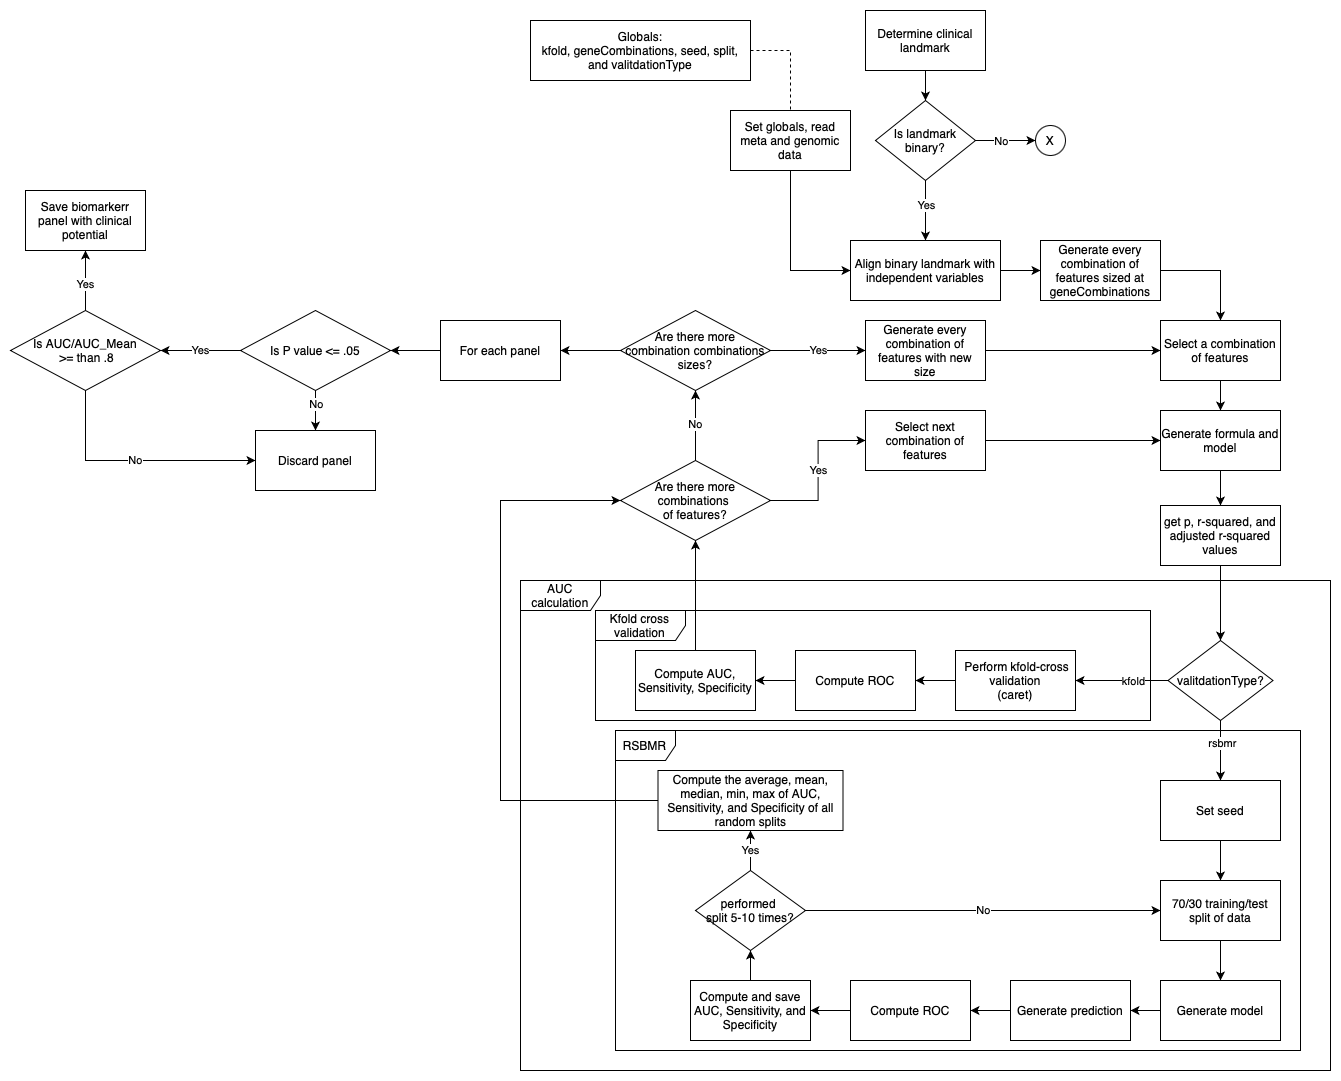 Globals:
kfold, geneCombinations, seed, split,
and valitdationType
Determine clinical
landmark
Set globals, read
meta and genomic
data
Is landmark
binary?
No
X
Yes
Save biomarkerr
panel with clinical
potential
Align binary landmark with
independent variables
Generate every
combination of
features sized at
geneCombinations
Yes
Is AUC/AUC_Mean
>= than .8
Yes
Is P value <= .05
For each panel
Are there more
combination combinations
sizes?
Yes
Generate every
combination of
features with new
size
Select a combination
of features
No
No
Discard panel
No
Are there more
combinations
of features?
Yes
Select next
combination of
features
Generate formula and
model
get p, r-squared, and
adjusted r-squared
values
AUC
calculation
Kfold cross
validation
Compute AUC,
Sensitivity, Specificity
Compute ROC
Perform kfold-cross
validation
(caret)
kfold
valitdationType?
rsbmr
RSBMR
Compute the average, mean,
median, min, max of AUC,
Sensitivity, and Specificity of all
random splits
Set seed
Yes
performed
split 5-10 times?
No
70/30 training/test
split of data
Compute and save
AUC, Sensitivity, and
Specificity
Compute ROC
Generate prediction
Generate model